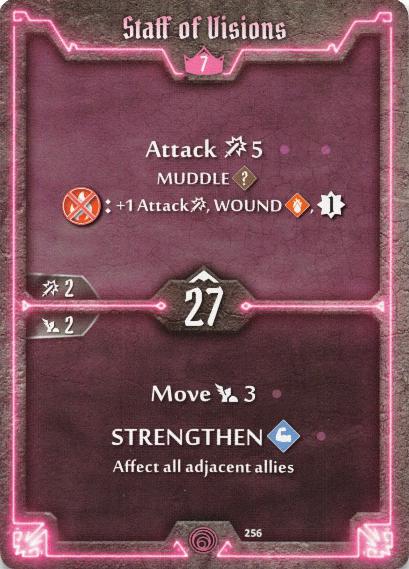 Staff of Visions
7
Attack 5
MUDDLE ?
: +1 Attack, WOUND, 1
2
27
2
Move 3
STRENGTHEN
Affect all adjacent allies
256